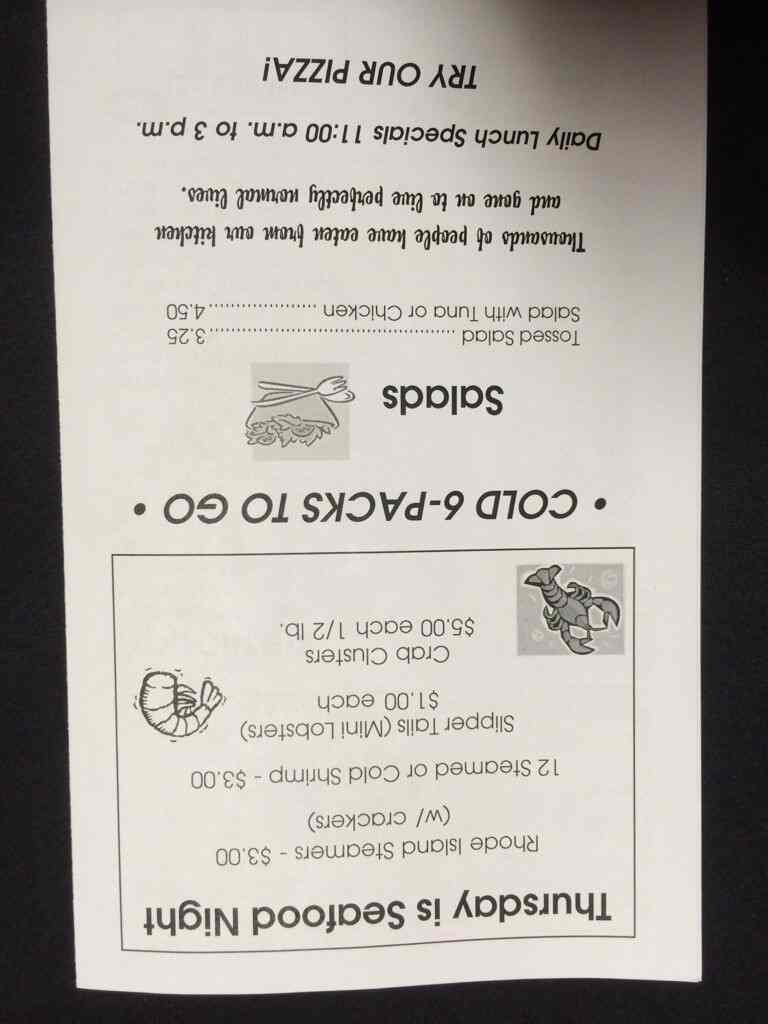 Thursday is Seafood Night
Rhode Island Steamers - $3.00
(w/ crackers)
12 Steamed or Cold Shrimp - $3.00
Slipper Tails (Mini Lobsters)
$1.00 each
Crab Clusters
$5.00 each 1/2 lb.
• COLD 6-PACKS TO GO •
Salads
Tossed Salad ............................................. 3.25
Salad with Tuna or Chicken .................... 4.50
Thousands of people have eaten from our kitchen
and gone on to live perfectly normal lives.
Daily Lunch Specials 11:00 a.m. to 3 p.m.
TRY OUR PIZZA!